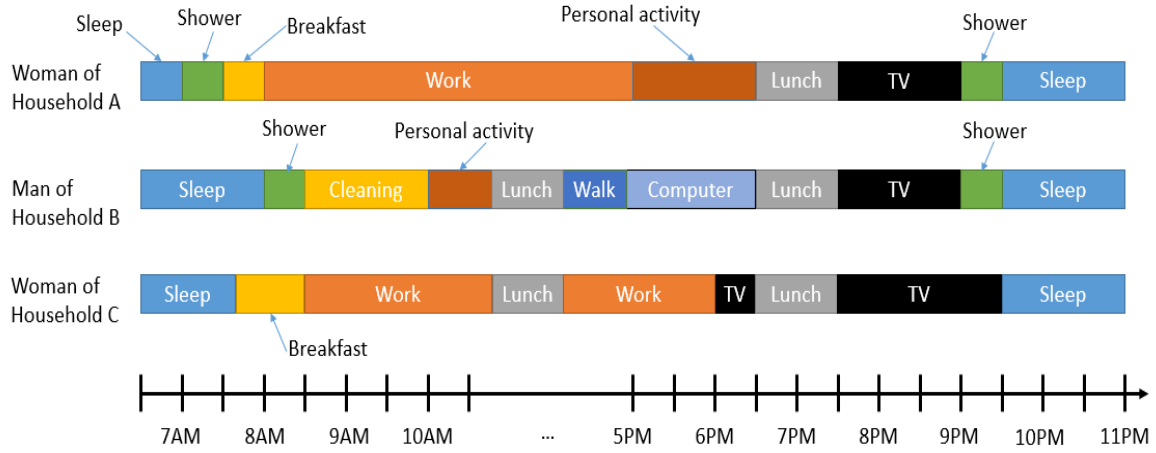 Sleep
Shower
Breakfast
Personal activity
Shower
Woman of
Household A
Work
Lunch
TV
Sleep
Shower
Personal activity
Shower
Man of
Household B
Sleep
Cleaning
Lunch
Walk
Computer
Lunch
TV
Sleep
Woman of
Household C
Sleep
Work
Lunch
Work
TV
Lunch
TV
Sleep
Breakfast
7AM 8AM 9AM 10AM ... 5PM 6PM 7PM 8PM 9PM 10PM 11PM